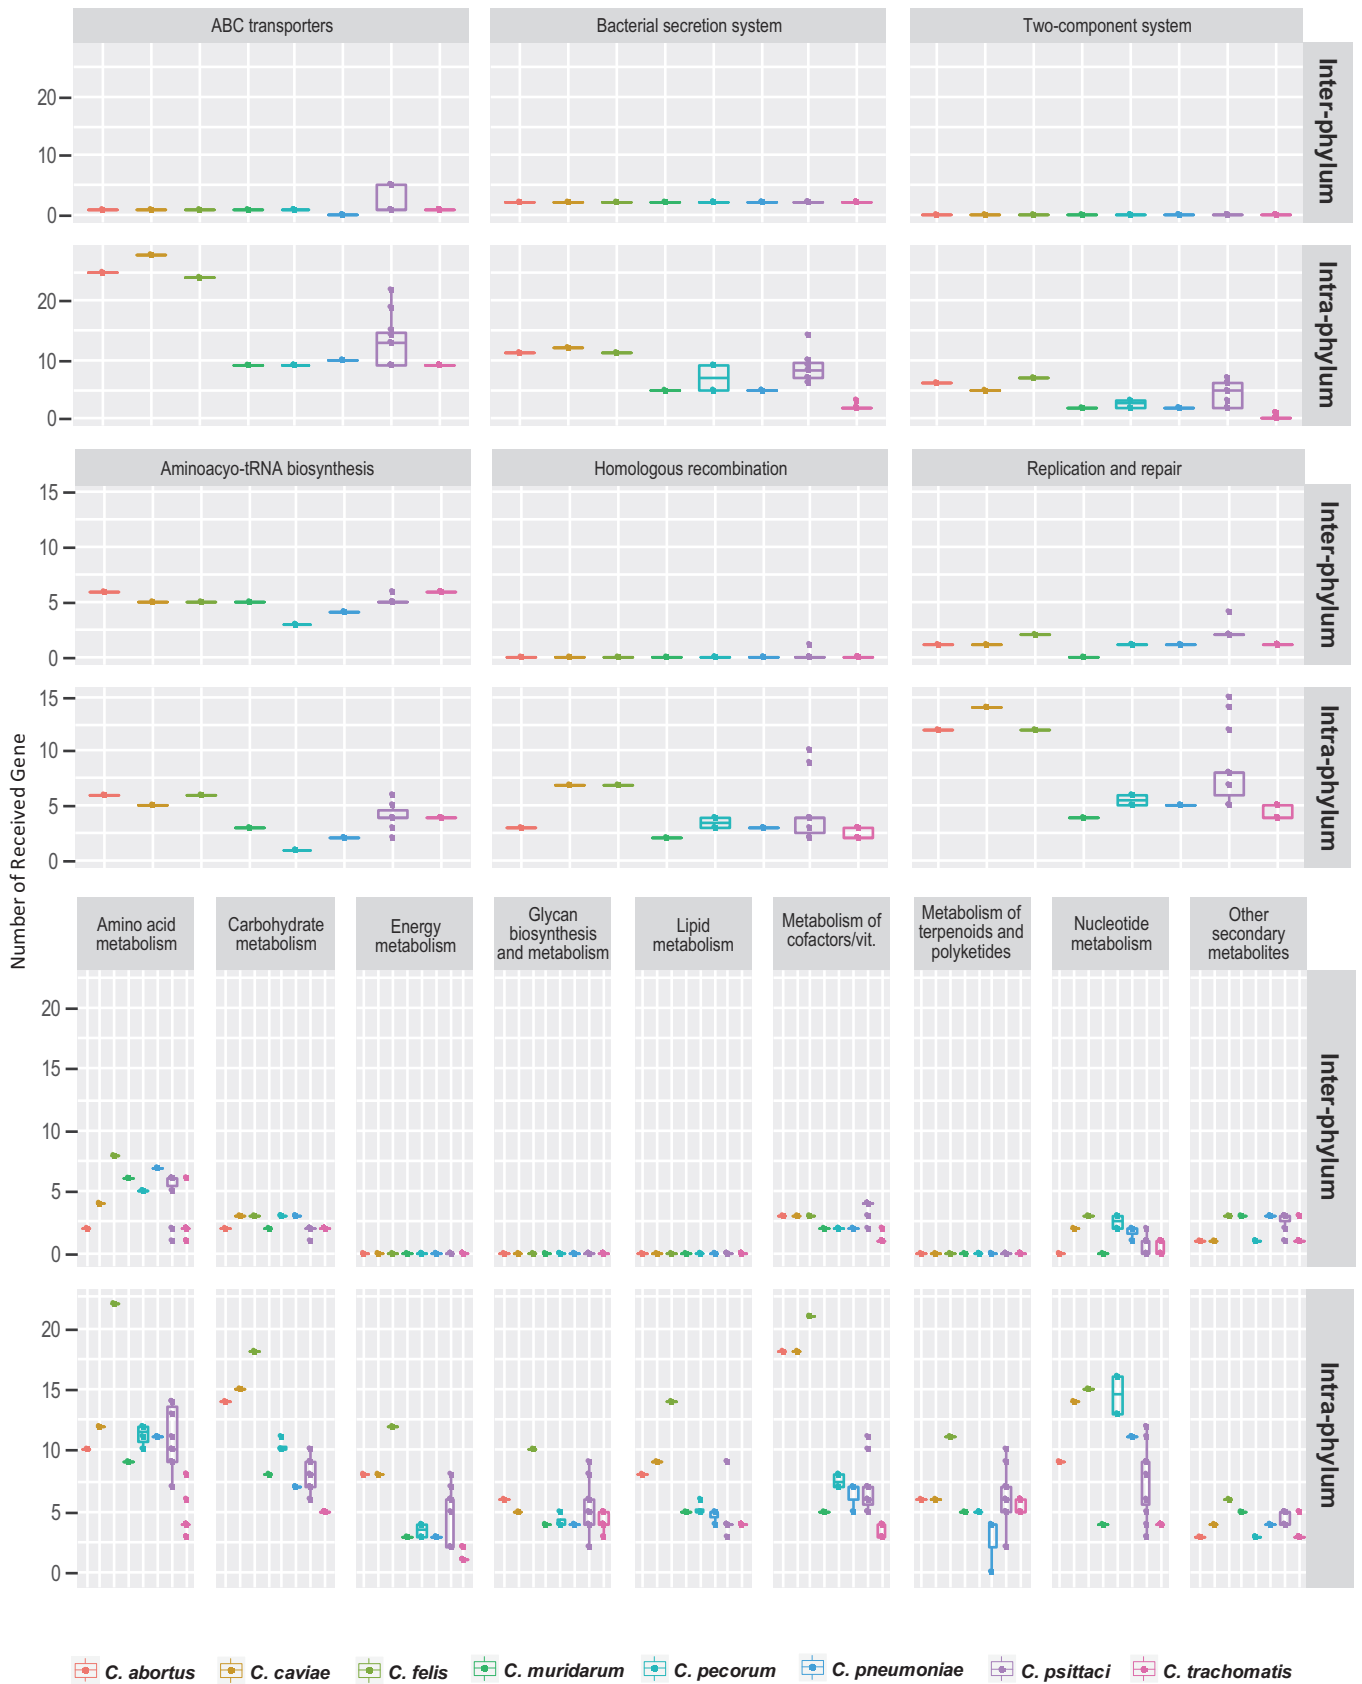 ABC transporters
Bacterial secretion system
Two-component system
20
10
0
Inter-phylum
20
10
0
Intra-phylum
Aminoacyo-tRNA biosynthesis
Homologous recombination
Replication and repair
15
10
5
0
Inter-phylum
15
10
5
0
Intra-phylum
Number of Received Gene
Amino acid
metabolism
Carbohydrate
metabolism
Energy
metabolism
Glycan
biosynthesis
and metabolism
Lipid
metabolism
Metabolism of
cofactors/vit.
Metabolism of
terpenoids and
polyketides
Nucleotide
metabolism
Other
secondary
metabolites
20
15
10
5
0
Inter-phylum
20
15
10
5
0
Intra-phylum
C. abortus
C. caviae
C. felis
C. muridarum
C. pecorum
C. pneumoniae
C. psittaci
C. trachomatis